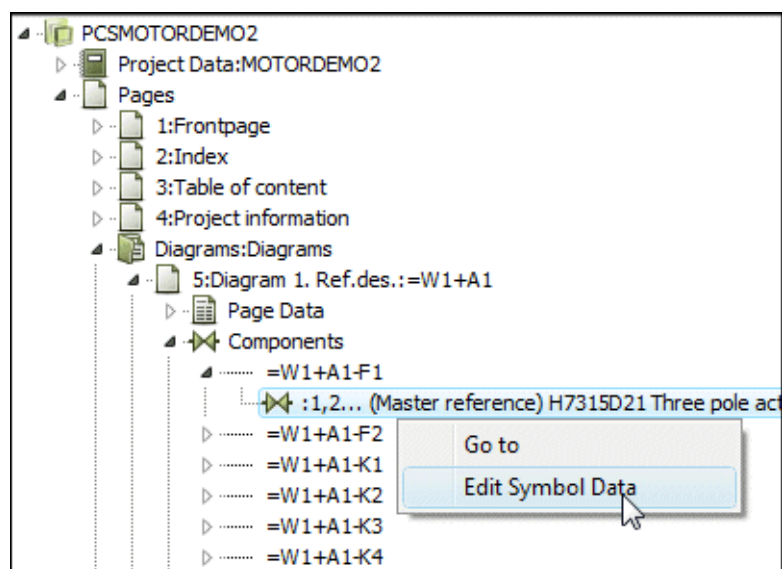 PCSMOTORDEMO2
Project Data:MOTORDEMO2
Pages
1:Frontpage
2:Index
3:Table of content
4:Project information
Diagrams:Diagrams
5:Diagram 1. Ref.des.:=W1+A1
Page Data
Components
=W1+A1-F1
:1,2... (Master reference) H7315D21 Three pole act
=W1+A1-F2
Go to
=W1+A1-K1
Edit Symbol Data
=W1+A1-K2
=W1+A1-K3
=W1+A1-K4